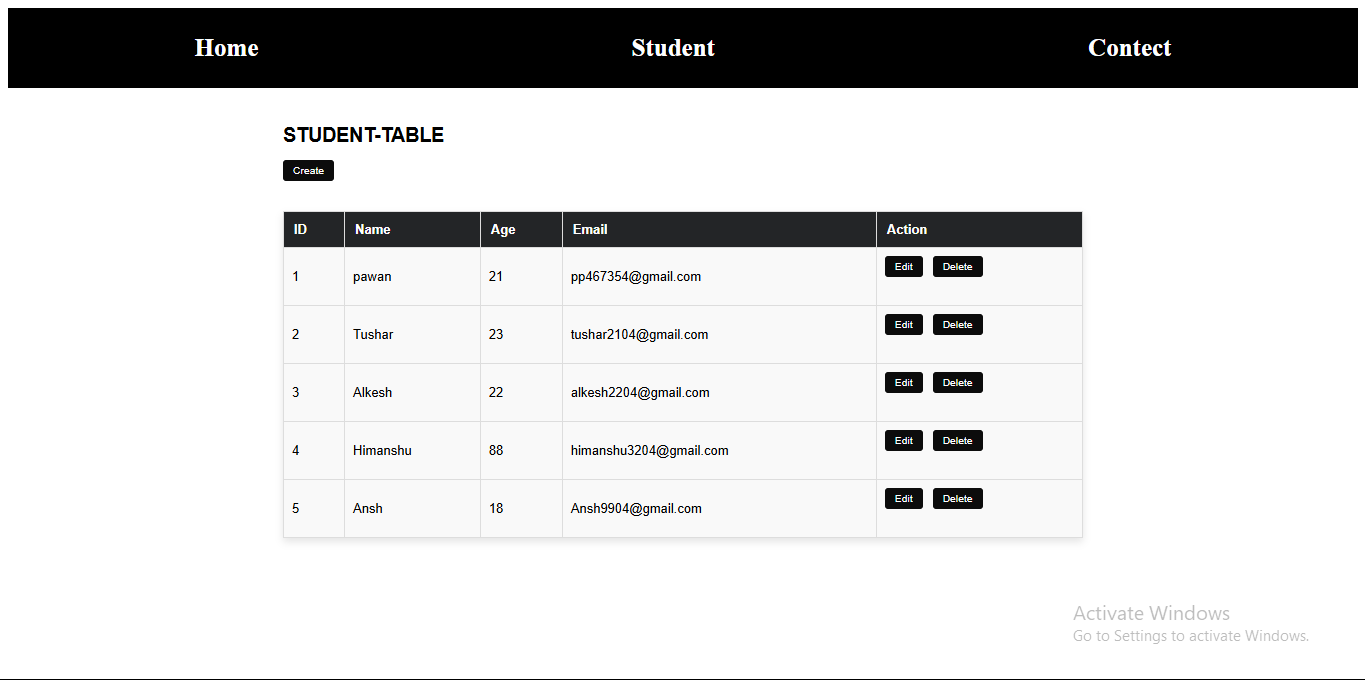 Home Student Contect
STUDENT-TABLE
Create
ID Name Age Email Action
1 pawan 21 pp467354@gmail.com Edit Delete
2 Tushar 23 tushar2104@gmail.com Edit Delete
3 Alkesh 22 alkesh2204@gmail.com Edit Delete
4 Himanshu 88 himanshu3204@gmail.com Edit Delete
5 Ansh 18 Ansh9904@gmail.com Edit Delete
Activate Windows
Go to Settings to activate Windows.